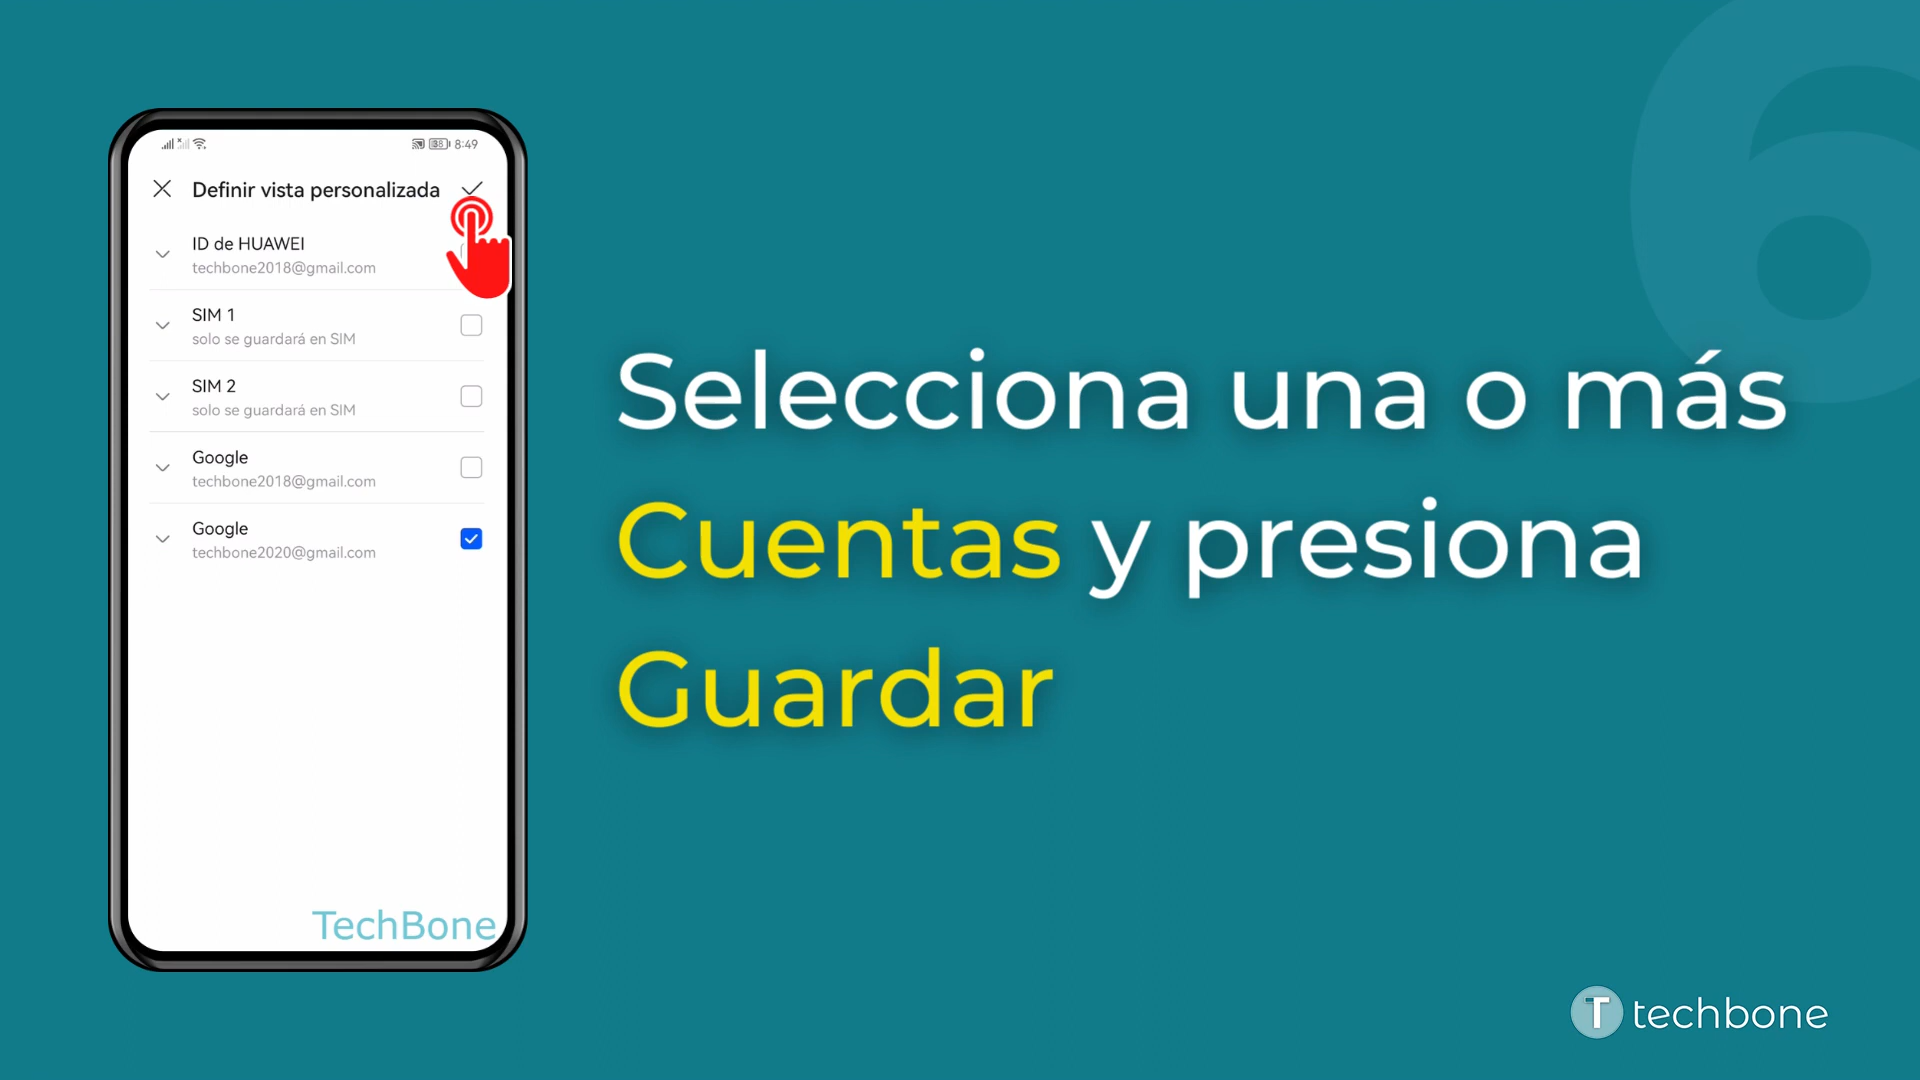 6
38 8:49
Definir vista personalizada
ID de HUAWEI
techbone2018@gmail.com
SIM 1
solo se guardará en SIM
SIM 2
solo se guardará en SIM
Google
techbone2018@gmail.com
Google
techbone2020@gmail.com
TechBone
Selecciona una o más
Cuentas y presiona
Guardar
T techbone